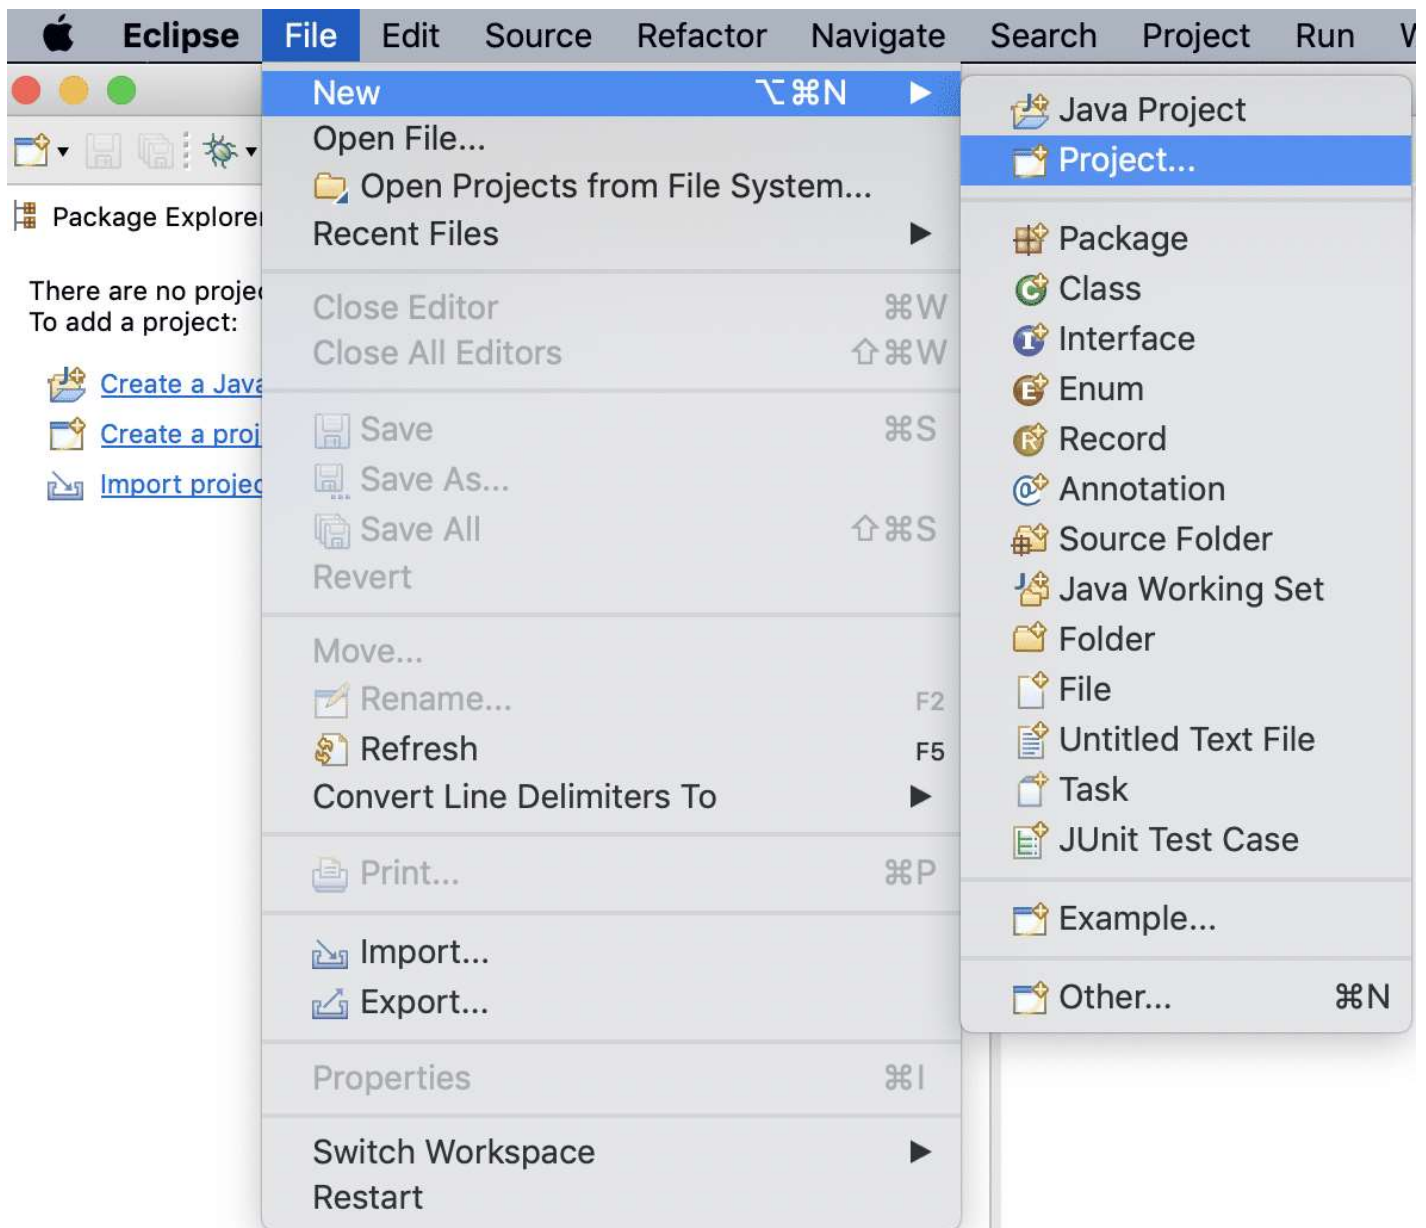 Eclipse File Edit Source Refactor Navigate Search Project Run
New ⌥⌘N ▶
Open File...
Open Projects from File System...
Recent Files ▶
Close Editor ⌘W
Close All Editors ⇧⌘W
Save ⌘S
Save As...
Save All ⇧⌘S
Revert
Move...
Rename... F2
Refresh F5
Convert Line Delimiters To ▶
Print... ⌘P
Import...
Export...
Properties ⌘I
Switch Workspace ▶
Restart
Java Project
Project...
Package
Class
Interface
Enum
Record
Annotation
Source Folder
Java Working Set
Folder
File
Untitled Text File
Task
JUnit Test Case
Example...
Other... ⌘N
Package Explorer
There are no projec
To add a project:
Create a Java
Create a proj
Import projec